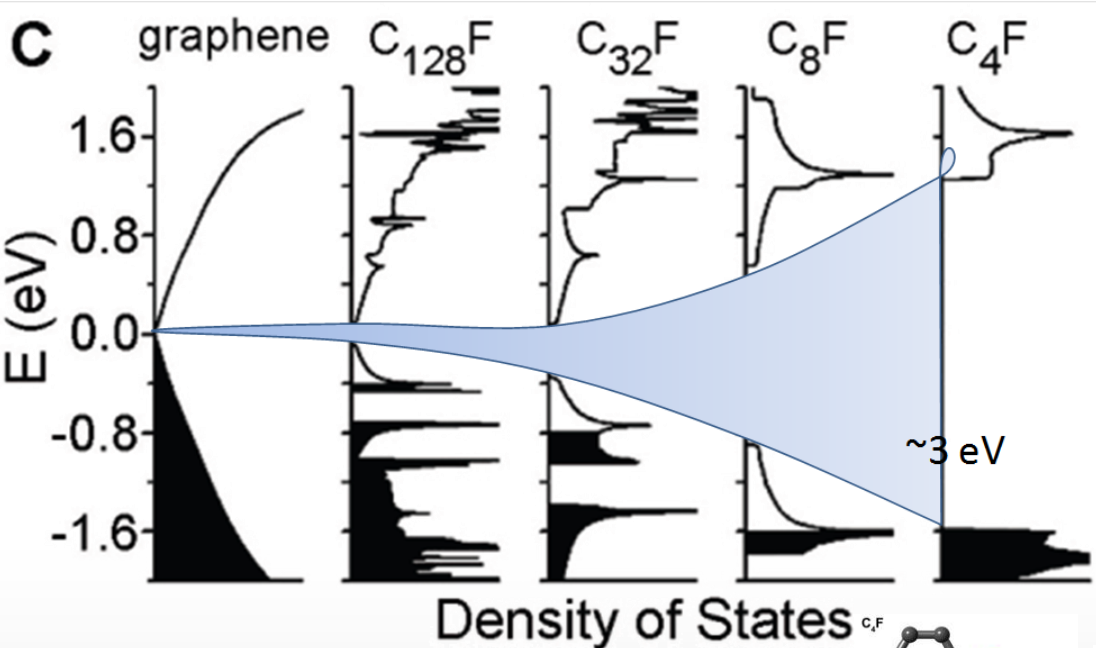 C
graphene C₁₂₈F C₃₂F C₈F C₄F
1.6
0.8
0.0
-0.8
-1.6
E (eV)
~3 eV
Density of States
C₄F